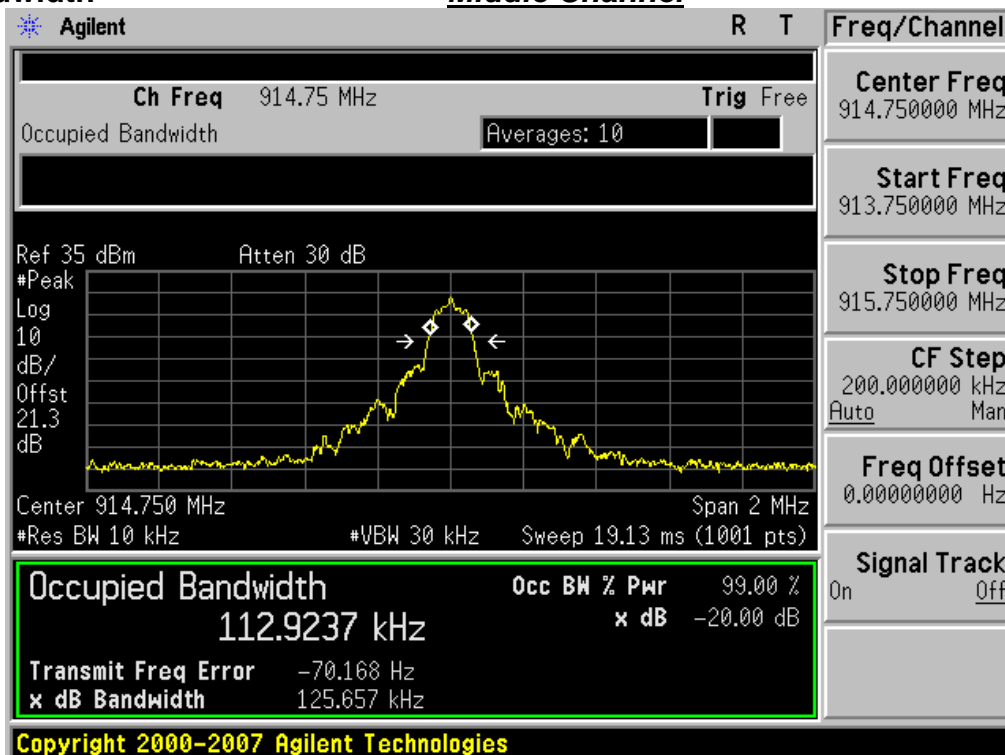 Agilent R T Freq/Channel
Ch Freq 914.75 MHz Trig Free
Occupied Bandwidth Averages: 10
Center Freq
914.750000 MHz
Start Freq
913.750000 MHz
Stop Freq
915.750000 MHz
CF Step
200.000000 kHz
Auto Man
Freq Offset
0.00000000 Hz
Signal Track
On Off
Ref 35 dBm Atten 30 dB
#Peak
Log
10
dB/
Offst
21.3
dB
Center 914.750 MHz Span 2 MHz
#Res BW 10 kHz #VBW 30 kHz Sweep 19.13 ms (1001 pts)
Occupied Bandwidth
112.9237 kHz
Occ BW % Pwr 99.00 %
x dB -20.00 dB
Transmit Freq Error -70.168 Hz
x dB Bandwidth 125.657 kHz
Copyright 2000-2007 Agilent Technologies